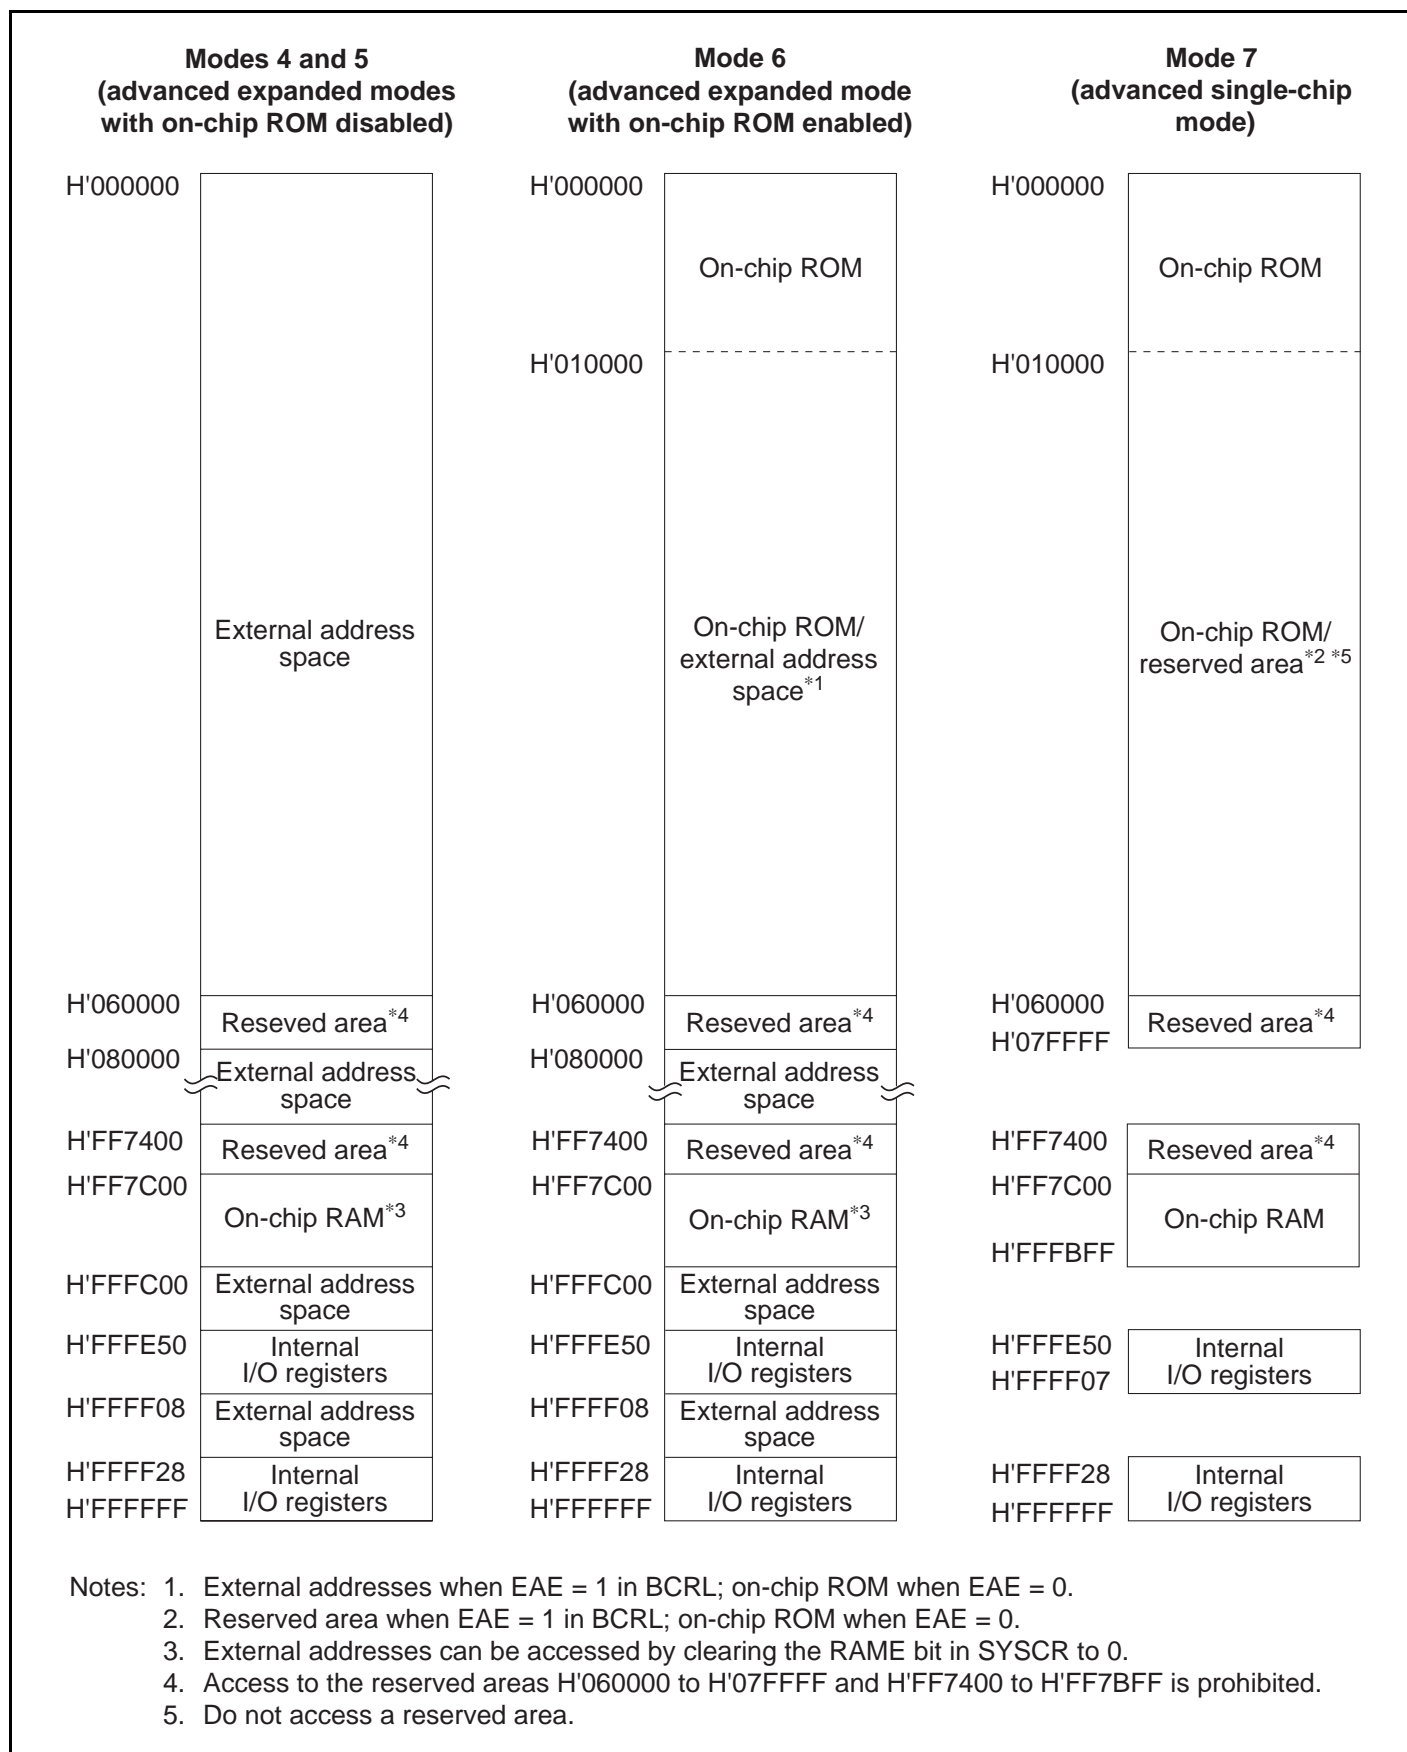 Modes 4 and 5
(advanced expanded modes
with on-chip ROM disabled)
H'000000
External address
space
H'060000
Reseved area*4
H'080000
External address
space
H'FF7400
Reseved area*4
H'FF7C00
On-chip RAM*3
H'FFFC00
External address
space
H'FFFE50
Internal
I/O registers
H'FFFF08
External address
space
H'FFFF28
Internal
I/O registers
H'FFFFFF
Mode 6
(advanced expanded mode
with on-chip ROM enabled)
H'000000
On-chip ROM
H'010000
On-chip ROM/
external address
space*1
H'060000
Reseved area*4
H'080000
External address
space
H'FF7400
Reseved area*4
H'FF7C00
On-chip RAM*3
H'FFFC00
External address
space
H'FFFE50
Internal
I/O registers
H'FFFF08
External address
space
H'FFFF28
Internal
I/O registers
H'FFFFFF
Mode 7
(advanced single-chip
mode)
H'000000
On-chip ROM
H'010000
On-chip ROM/
reserved area*2 *5
H'060000
Reseved area*4
H'07FFFF
H'FF7400
Reseved area*4
H'FF7C00
On-chip RAM
H'FFFBFF
H'FFFE50
Internal
I/O registers
H'FFFF07
H'FFFF28
Internal
I/O registers
H'FFFFFF
Notes: 1. External addresses when EAE = 1 in BCRL; on-chip ROM when EAE = 0.
2. Reserved area when EAE = 1 in BCRL; on-chip ROM when EAE = 0.
3. External addresses can be accessed by clearing the RAME bit in SYSCR to 0.
4. Access to the reserved areas H'060000 to H'07FFFF and H'FF7400 to H'FF7BFF is prohibited.
5. Do not access a reserved area.